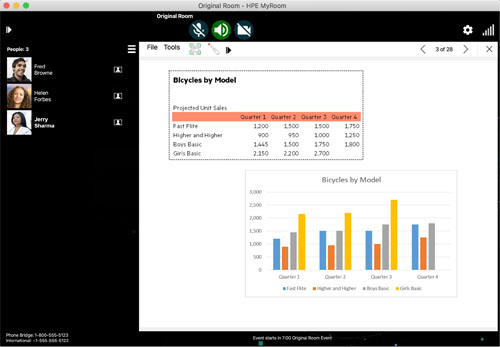 Original Room - HPE MyRoom
Original Room
People: 3
Fred
Browne
Helen
Forbes
Jerry
Sharma
File Tools
3 of 28
Bicycles by Model
Projected Unit Sales
Quarter 1 Quarter 2 Quarter 3 Quarter 4
Fast Flite 1,200 1,500 1,500 1,750
Higher and Higher 900 950 1,000 1,250
Boys Basic 1,445 1,500 1,750 1,800
Girls Basic 2,150 2,200 2,700
Bicycles by Model
3,000
2,500
2,000
1,500
1,000
500
0
Quarter 1 Quarter 2 Quarter 3 Quarter 4
Fast Flite Higher and Higher Boys Basic Girls Basic
Phone Bridge: 1-800-555-5123
International: +1-555-555-5123
Event starts in 7:00 Original Room Event